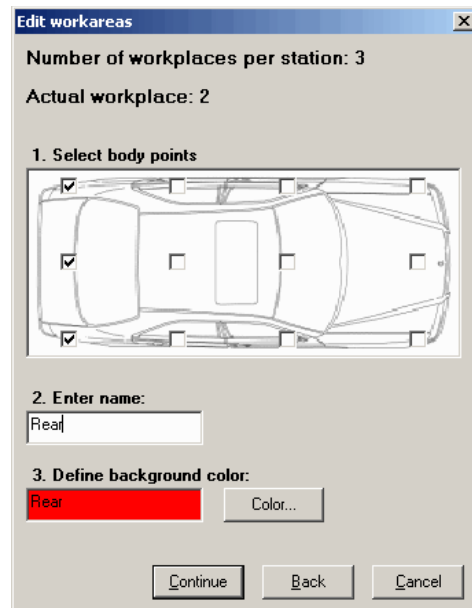 Edit workareas
Number of workplaces per station: 3
Actual workplace: 2
1. Select body points
2. Enter name:
Rear
3. Define background color:
Rear
Color...
Continue
Back
Cancel